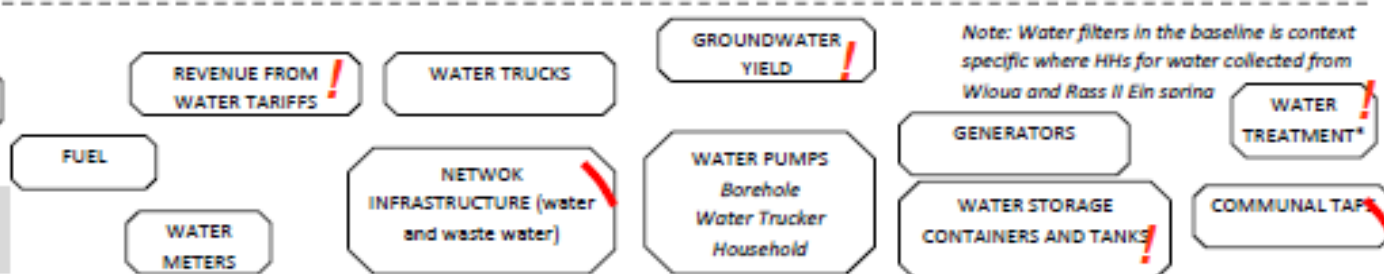 REVENUE FROM
WATER TARIFFS
!
WATER TRUCKS
GROUNDWATER
YIELD
!
Note: Water filters in the baseline is context
specific where HHs for water collected from
Wioua and Rass Il Ein spring
WATER
TREATMENT*
!
FUEL
NETWOK
INFRASTRUCTURE (water
and waste water)
WATER PUMPS
Borehole
Water Trucker
Household
GENERATORS
WATER
METERS
WATER STORAGE
CONTAINERS AND TANKS
!
COMMUNAL TAPS